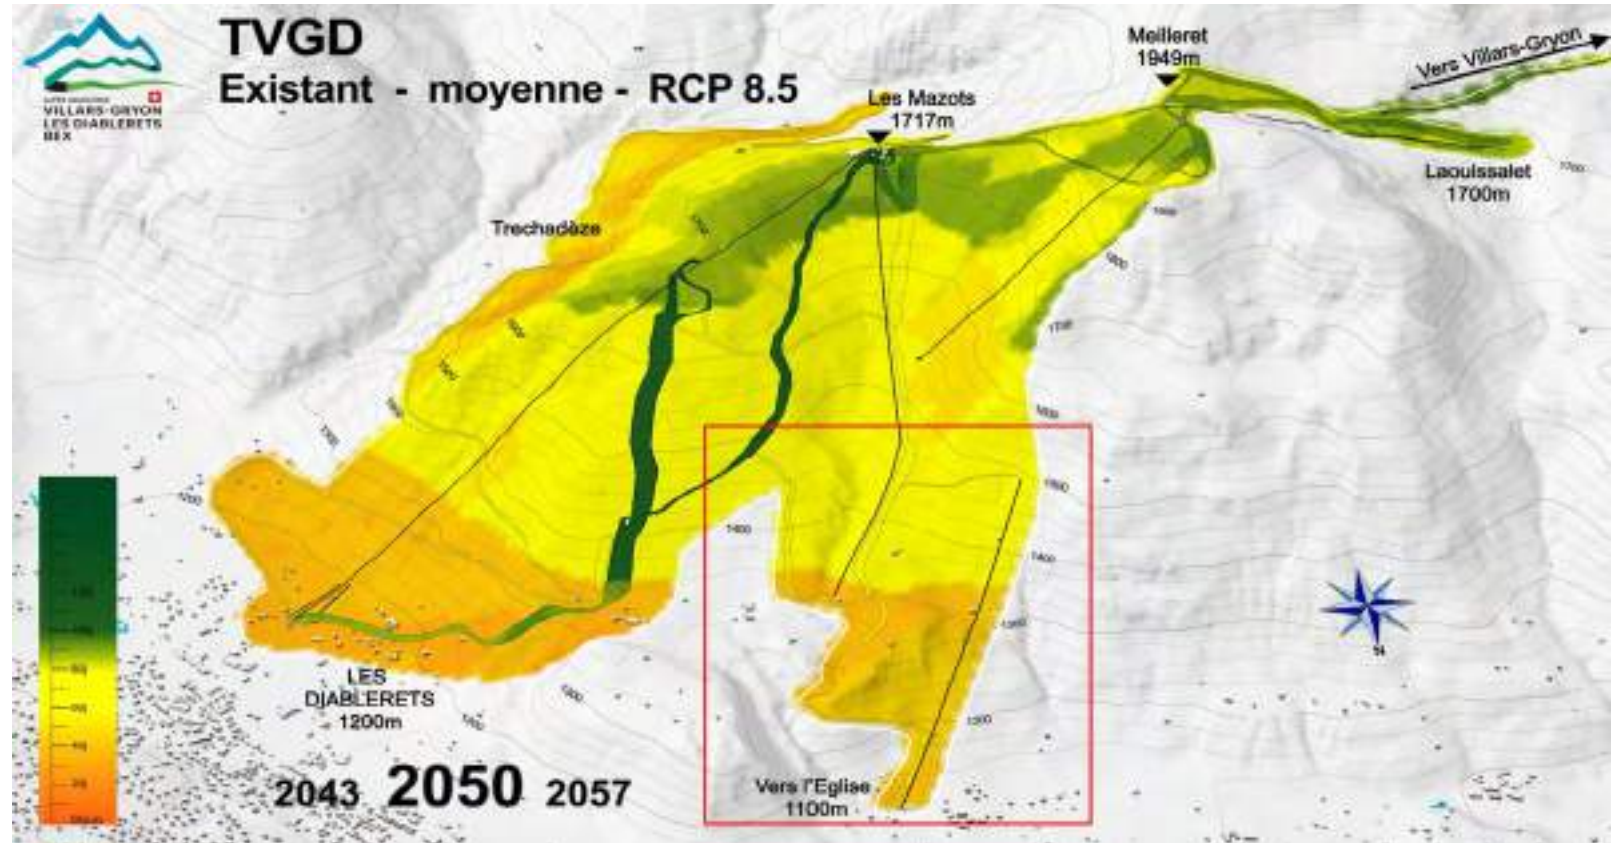 TVGD
Existant - moyenne - RCP 8.5
VILLARS-GRYON
LES DIABLERETS
BEX
Meilleret
1949m
Vers Villars-Gryon
Les Mazots
1717m
Laouissalet
1700m
Trechadèze
LES
DIABLERETS
1200m
2043 2050 2057
Vers l'Eglise
1100m
N